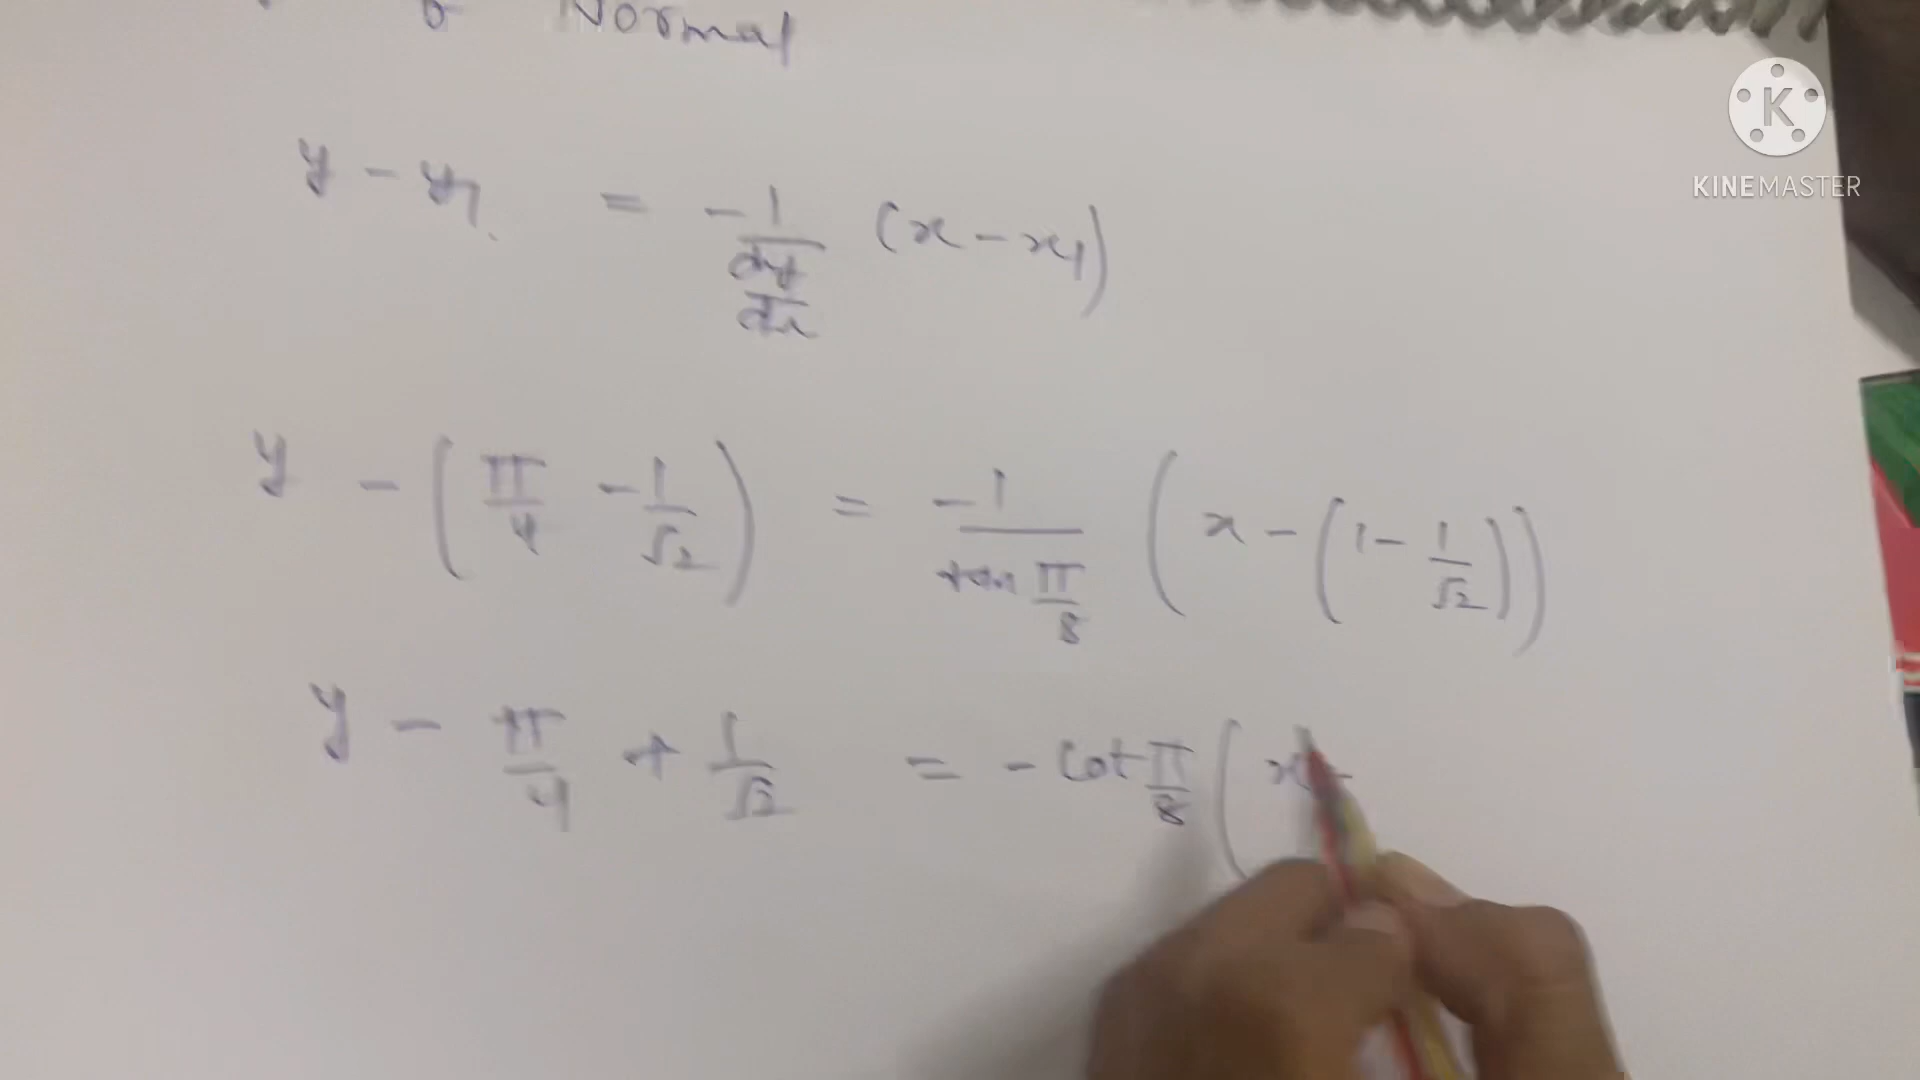 Normal
y - y1 = -1/(dy/dx) (x - x1)
y - (π/4 - 1/√2) = -1/(tan π/8) (x - (1 - 1/√2))
y - π/4 + 1/√2 = - Cot π/8 ( x -
K
KINEMASTER